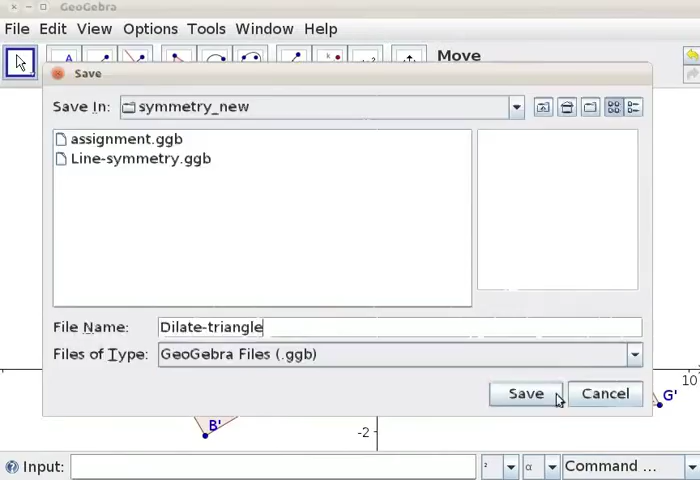 GeoGebra
File Edit View Options Tools Window Help
A
Move
Save
Save In: symmetry_new
assignment.ggb
Line-symmetry.ggb
File Name: Dilate-triangle
Files of Type: GeoGebra Files (.ggb)
Save Cancel
10
G'
B'
-2
Input:
2
α
Command ...